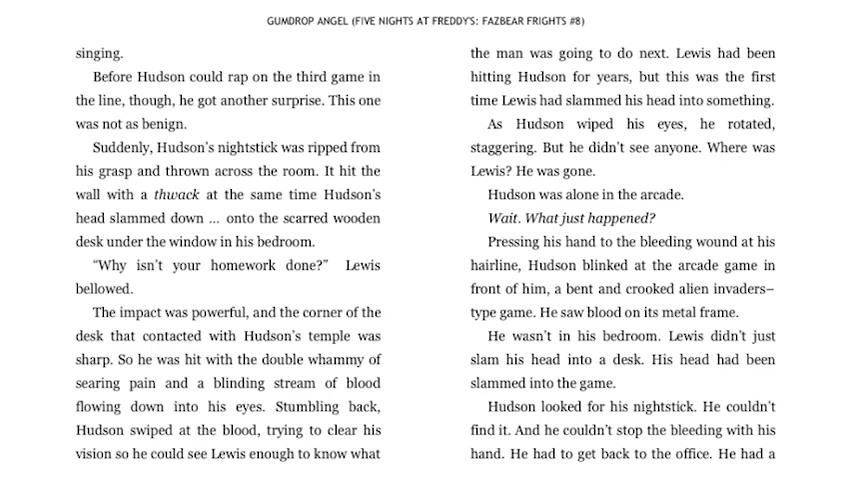 GUMDROP ANGEL (FIVE NIGHTS AT FREDDY'S: FAZBEAR FRIGHTS #8)
singing.
Before Hudson could rap on the third game in
the line, though, he got another surprise. This one
was not as benign.
Suddenly, Hudson’s nightstick was ripped from
his grasp and thrown across the room. It hit the
wall with a thwack at the same time Hudson’s
head slammed down ... onto the scarred wooden
desk under the window in his bedroom.
“Why isn’t your homework done?” Lewis
bellowed.
The impact was powerful, and the corner of the
desk that contacted with Hudson’s temple was
sharp. So he was hit with the double whammy of
searing pain and a blinding stream of blood
flowing down into his eyes. Stumbling back,
Hudson swiped at the blood, trying to clear his
vision so he could see Lewis enough to know what
the man was going to do next. Lewis had been
hitting Hudson for years, but this was the first
time Lewis had slammed his head into something.
As Hudson wiped his eyes, he rotated,
staggering. But he didn’t see anyone. Where was
Lewis? He was gone.
Hudson was alone in the arcade.
Wait. What just happened?
Pressing his hand to the bleeding wound at his
hairline, Hudson blinked at the arcade game in
front of him, a bent and crooked alien invaders–
type game. He saw blood on its metal frame.
He wasn’t in his bedroom. Lewis didn’t just
slam his head into a desk. His head had been
slammed into the game.
Hudson looked for his nightstick. He couldn’t
find it. And he couldn’t stop the bleeding with his
hand. He had to get back to the office. He had a